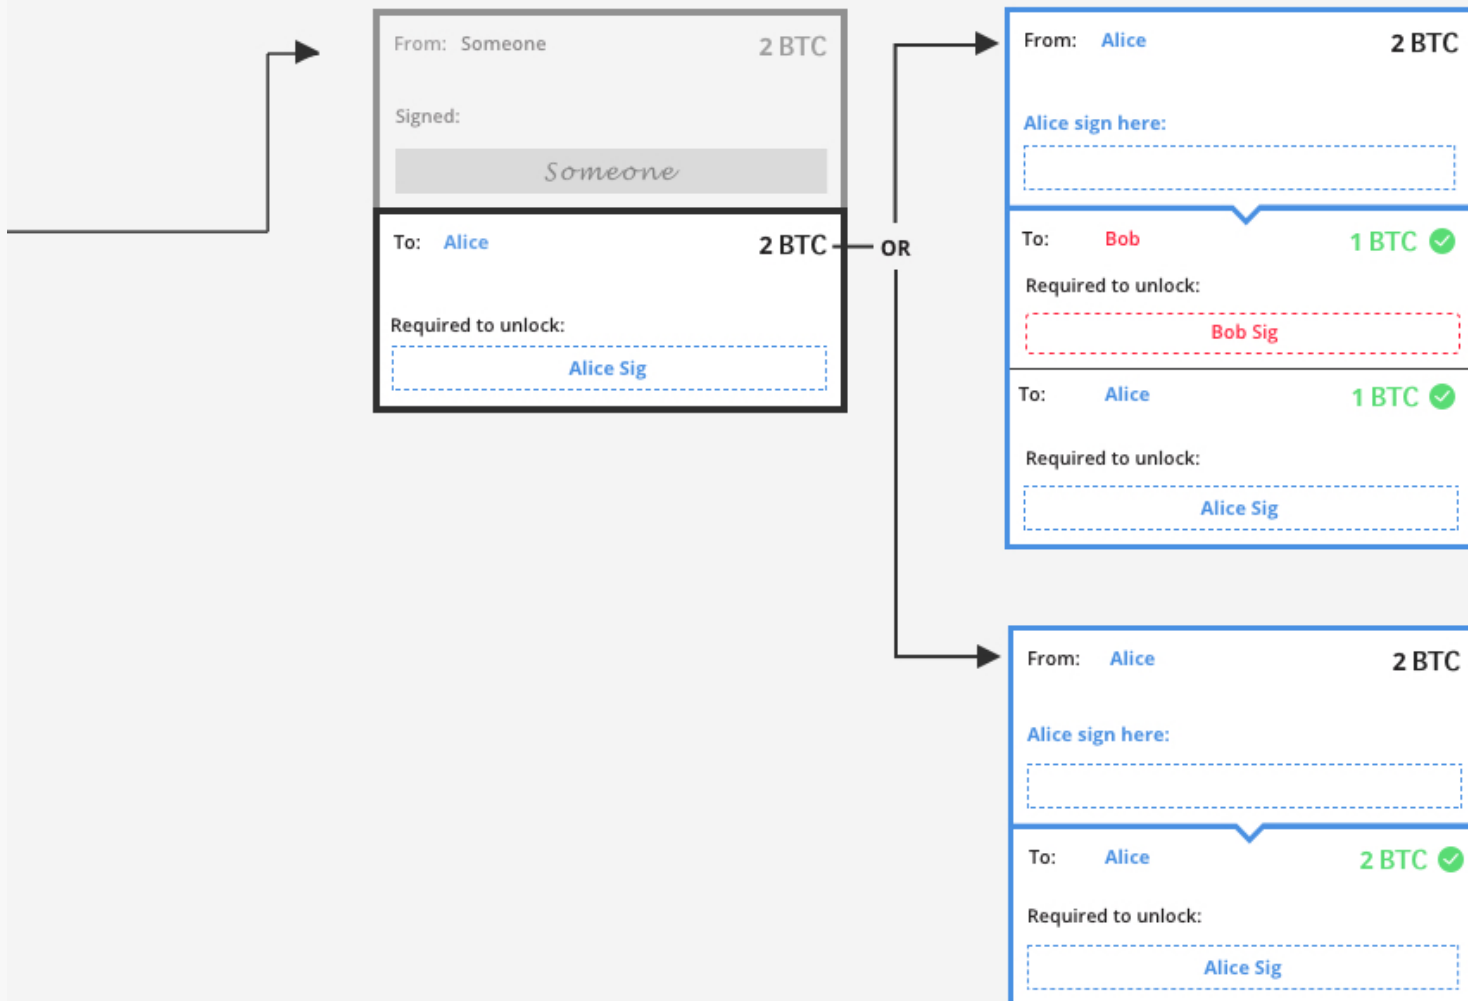 From: Someone 2 BTC
Signed:
Someone
To: Alice 2 BTC
Required to unlock:
Alice Sig
OR
From: Alice 2 BTC
Alice sign here:
To: Bob 1 BTC
Required to unlock:
Bob Sig
To: Alice 1 BTC
Required to unlock:
Alice Sig
From: Alice 2 BTC
Alice sign here:
To: Alice 2 BTC
Required to unlock:
Alice Sig